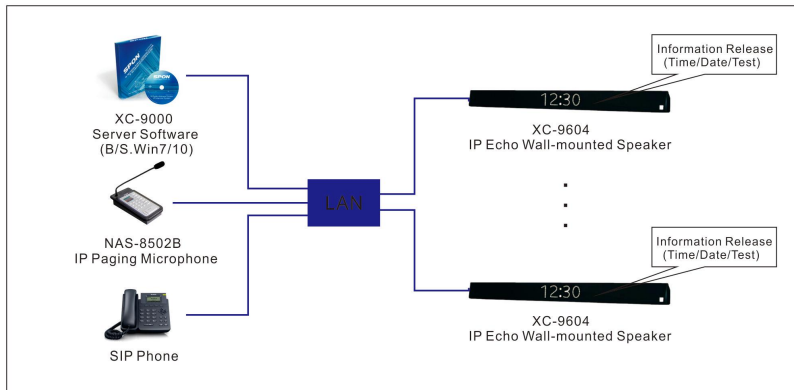 SPON
XC-9000
Server Software
(B/S.Win7/10)
NAS-8502B
IP Paging Microphone
SIP Phone
LAN
Information Release
(Time/Date/Test)
12:30
XC-9604
IP Echo Wall-mounted Speaker
Information Release
(Time/Date/Test)
12:30
XC-9604
IP Echo Wall-mounted Speaker